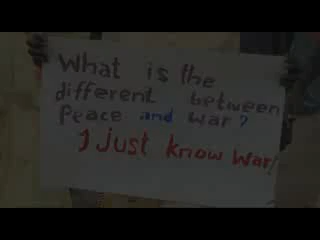 What is the
different between
Peace and war?
I just know war!